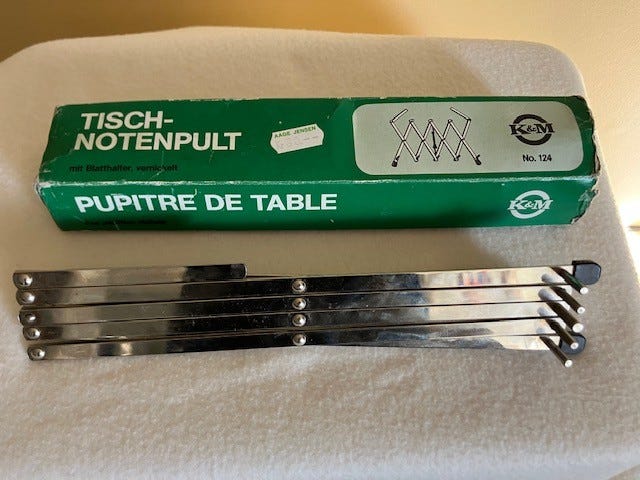 TISCH-
NOTENPULT
mit Blatthalter, vernickelt
AAGE JENSEN
K&M
No. 124
PUPITRE DE TABLE
K&M